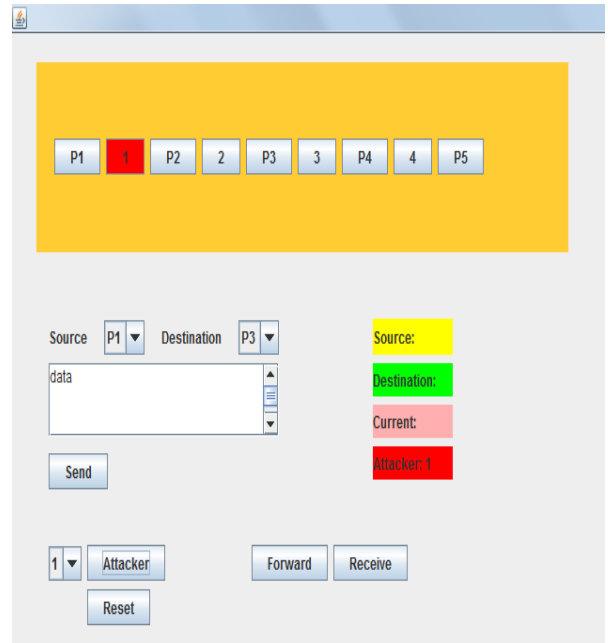 P1 1 P2 2 P3 3 P4 4 P5
Source P1 Destination P3 Source:
data
Destination:
Current:
Attacker: 1
Send
1 Attacker Forward Receive
Reset